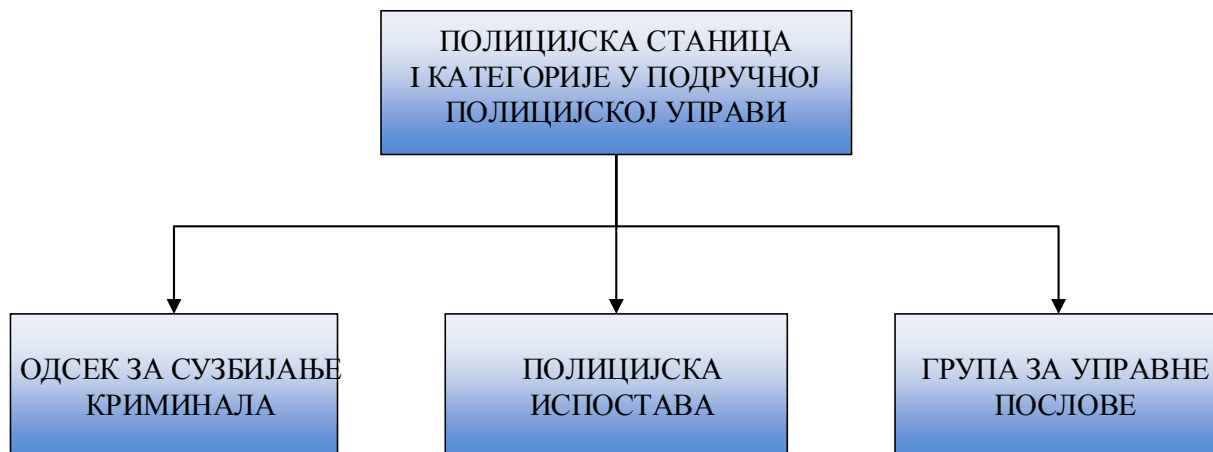 ПОЛИЦИЈСКА СТАНИЦА
I КАТЕГОРИЈЕ У ПОДРУЧНОЈ
ПОЛИЦИЈСКОЈ УПРАВИ
ОДСЕК ЗА СУЗБИЈАЊЕ
КРИМИНАЛА
ПОЛИЦИЈСКА
ИСПОСТАВА
ГРУПА ЗА УПРАВНЕ
ПОСЛОВЕ